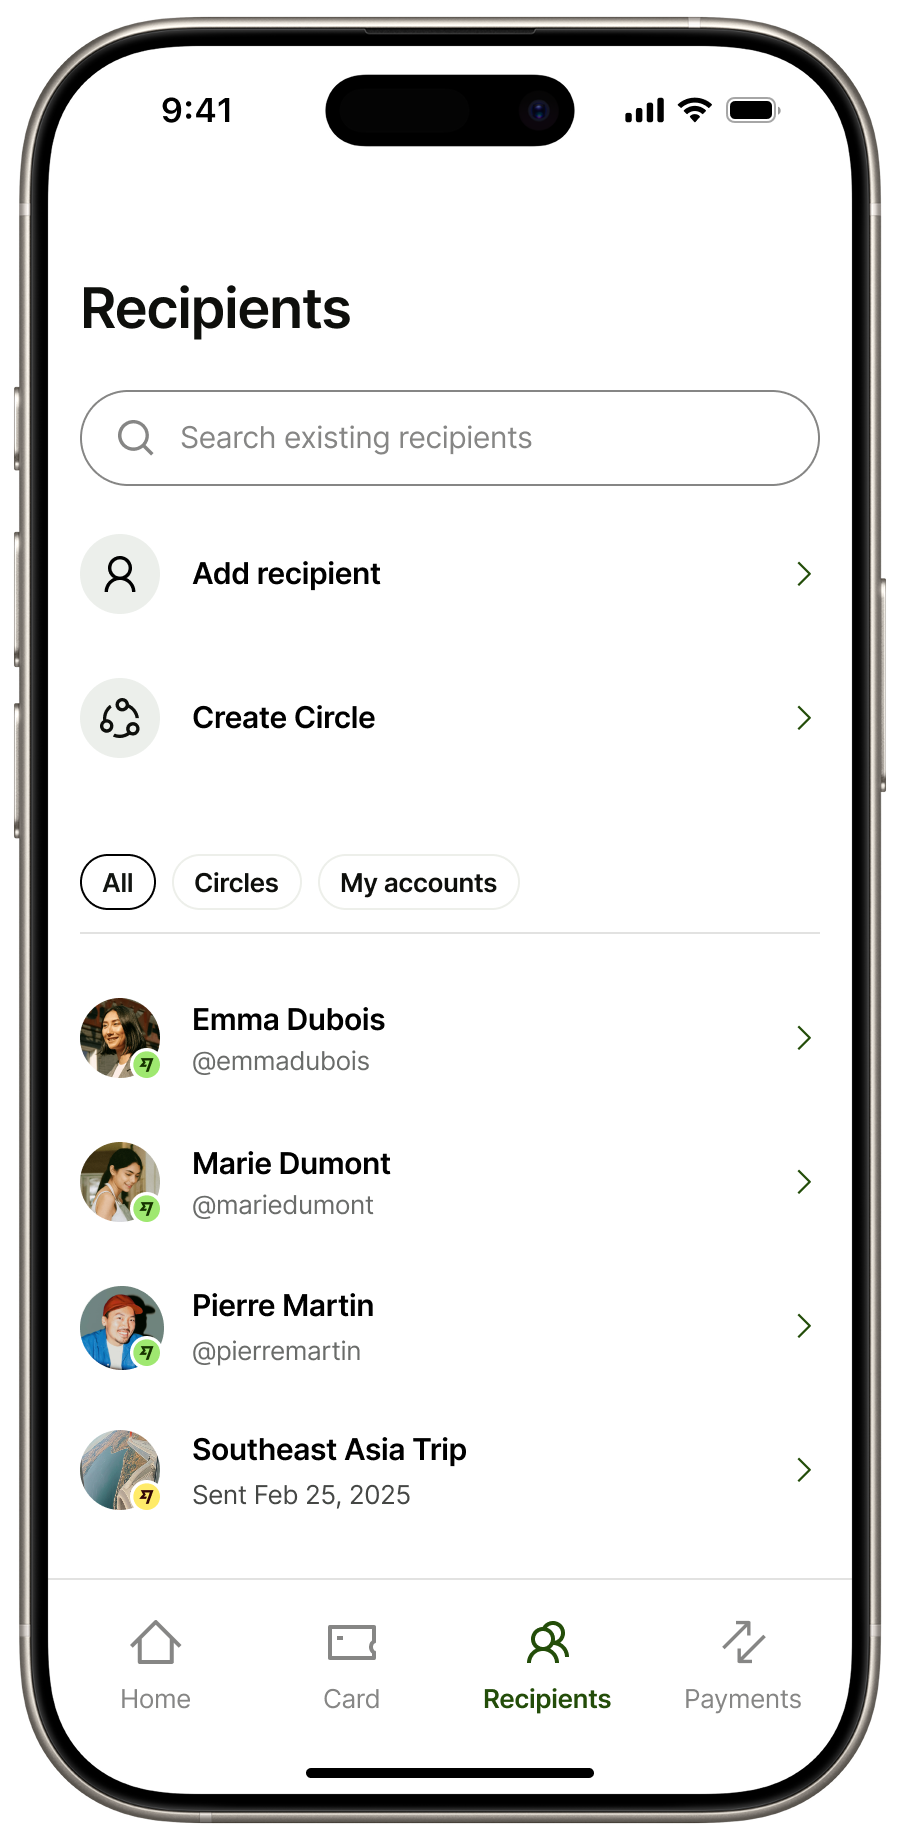 9:41
Recipients
Search existing recipients
Add recipient
Create Circle
All Circles My accounts
Emma Dubois
@emmadubois
Marie Dumont
@mariedumont
Pierre Martin
@pierremartin
Southeast Asia Trip
Sent Feb 25, 2025
Home Card Recipients Payments